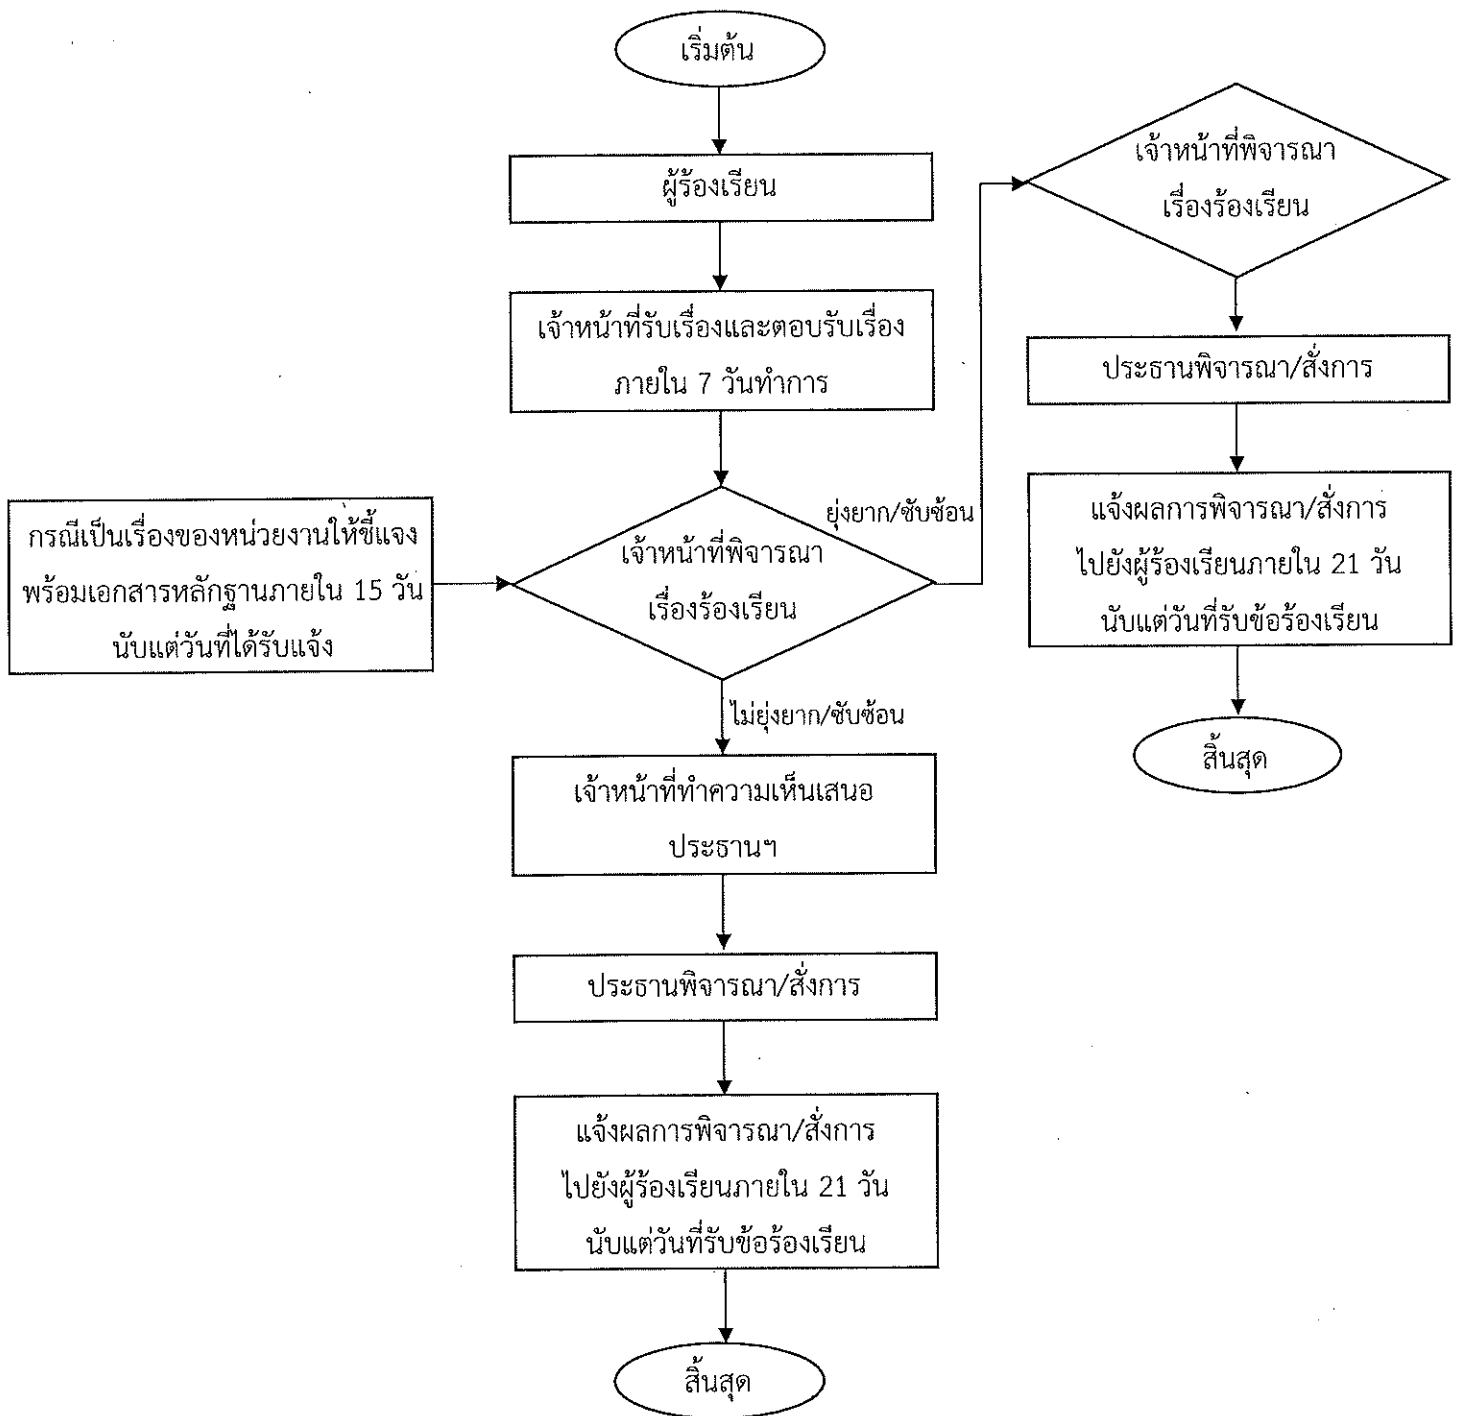 เริ่มต้น
ผู้ร้องเรียน
เจ้าหน้าที่รับเรื่องและตอบรับเรื่อง
ภายใน 7 วันทำการ
กรณีเป็นเรื่องของหน่วยงานให้ชี้แจง
พร้อมเอกสารหลักฐานภายใน 15 วัน
นับแต่วันที่ได้รับแจ้ง
เจ้าหน้าที่พิจารณา
เรื่องร้องเรียน
ยุ่งยาก/ซับซ้อน
ไม่ยุ่งยาก/ซับซ้อน
เจ้าหน้าที่ทำความเห็นเสนอ
ประธานฯ
ประธานพิจารณา/สั่งการ
แจ้งผลการพิจารณา/สั่งการ
ไปยังผู้ร้องเรียนภายใน 21 วัน
นับแต่วันที่รับข้อร้องเรียน
สิ้นสุด
เจ้าหน้าที่พิจารณา
เรื่องร้องเรียน
ประธานพิจารณา/สั่งการ
แจ้งผลการพิจารณา/สั่งการ
ไปยังผู้ร้องเรียนภายใน 21 วัน
นับแต่วันที่รับข้อร้องเรียน
สิ้นสุด